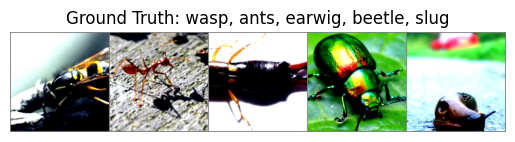 Ground Truth: wasp, ants, earwig, beetle, slug